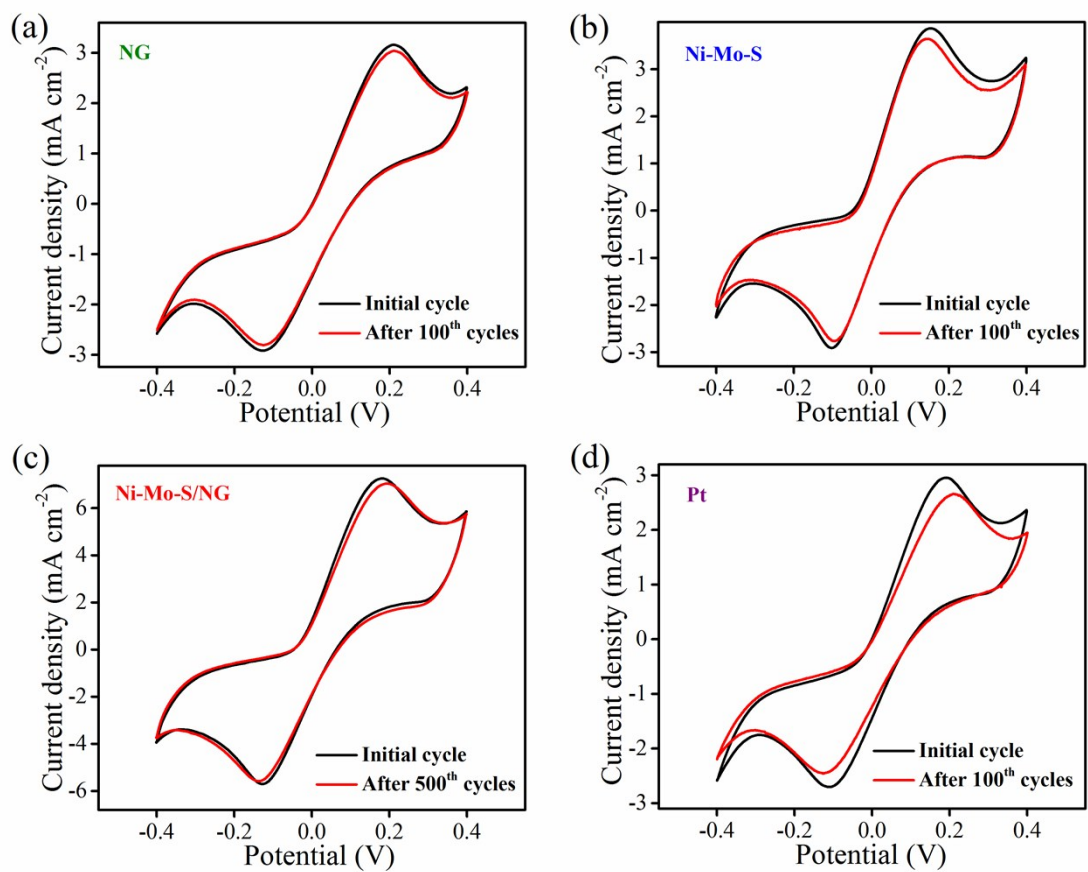 (a)
NG
Current density (mA cm-2)
3
2
1
0
-1
-2
-3
-0.4 -0.2 0.0 0.2 0.4
Potential (V)
Initial cycle
After 100th cycles
(b)
Ni-Mo-S
Current density (mA cm-2)
3
2
1
0
-1
-2
-3
-0.4 -0.2 0.0 0.2 0.4
Potential (V)
Initial cycle
After 100th cycles
(c)
Ni-Mo-S/NG
Current density (mA cm-2)
6
4
2
0
-2
-4
-6
-0.4 -0.2 0.0 0.2 0.4
Potential (V)
Initial cycle
After 500th cycles
(d)
Pt
Current density (mA cm-2)
3
2
1
0
-1
-2
-3
-0.4 -0.2 0.0 0.2 0.4
Potential (V)
Initial cycle
After 100th cycles